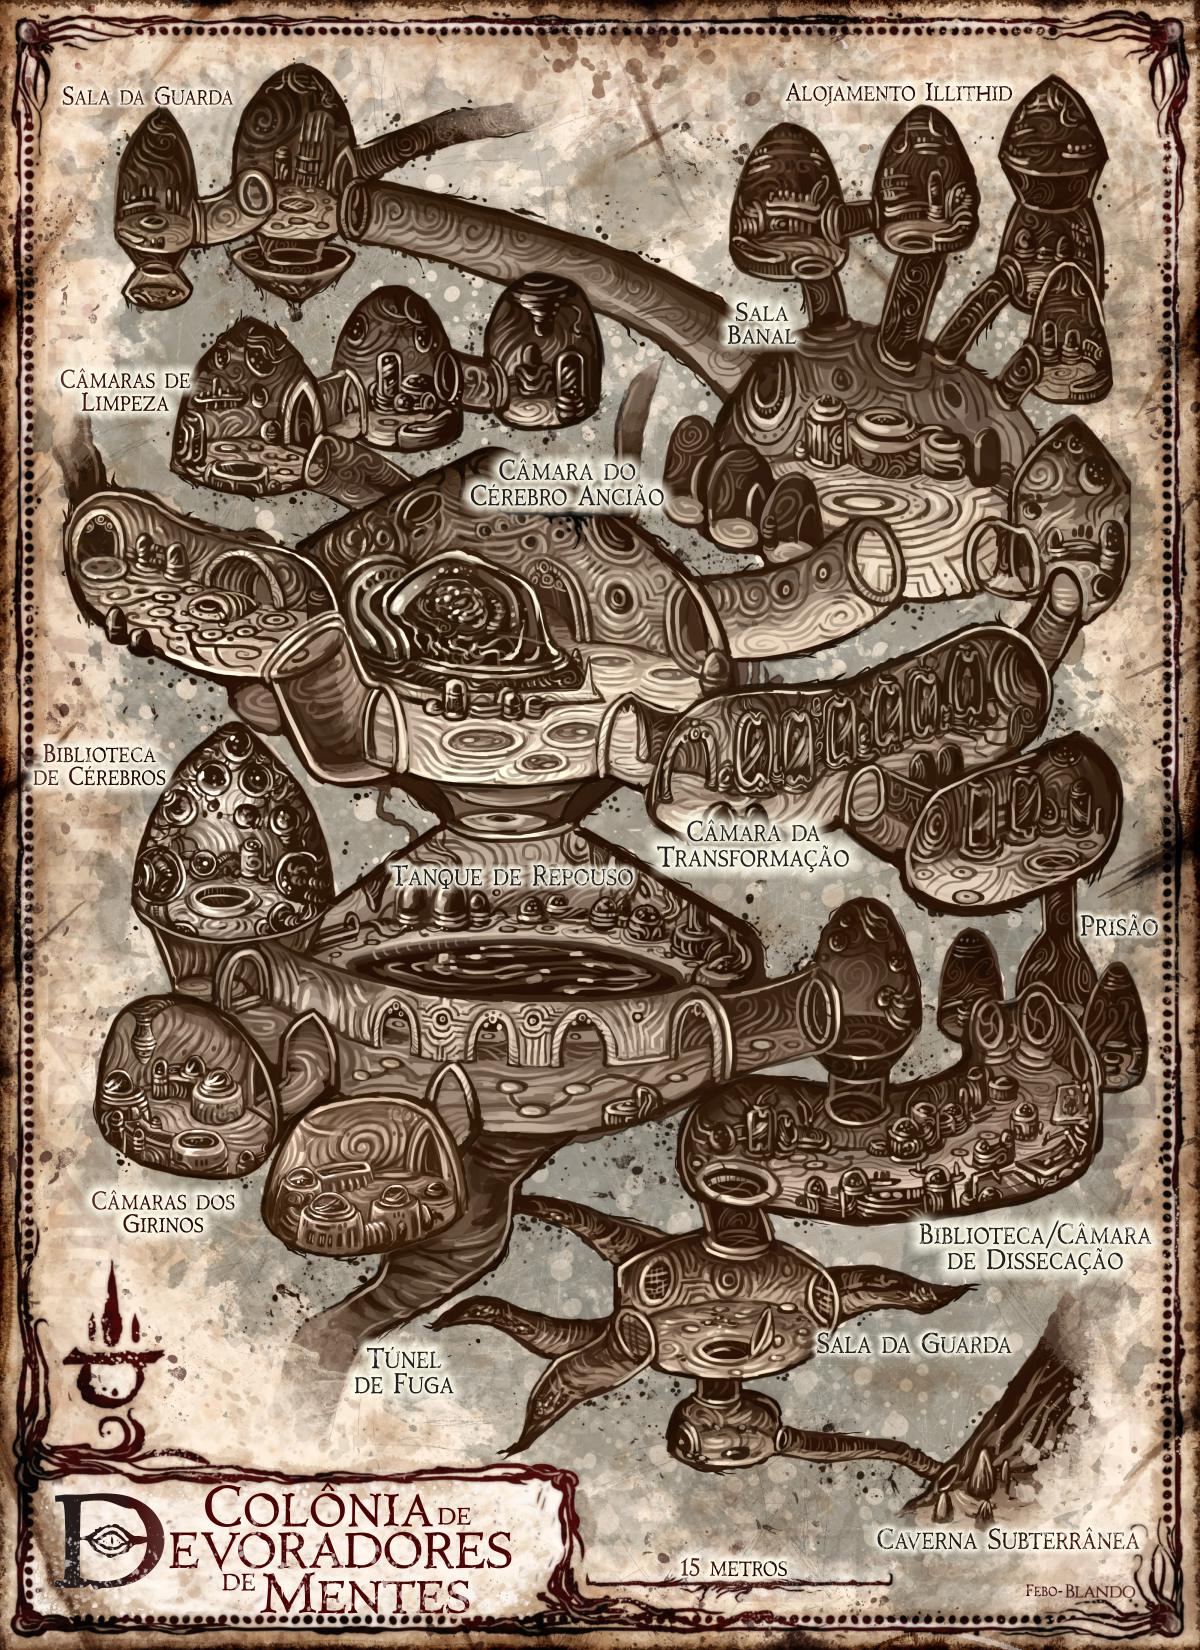 Sala da Guarda
Alojamento Illithid
Sala
Banal
Câmaras de
Limpeza
Câmara do
Cérebro Ancião
Biblioteca
de Cérebros
Câmara da
Transformação
Tanque de Repouso
Prisão
Câmaras dos
Girinos
Biblioteca/Câmara
de Dissecação
Túnel
de Fuga
Sala da Guarda
Caverna Subterrânea
Colônia de
Devoradores
de Mentes
15 metros
Febo-Blando